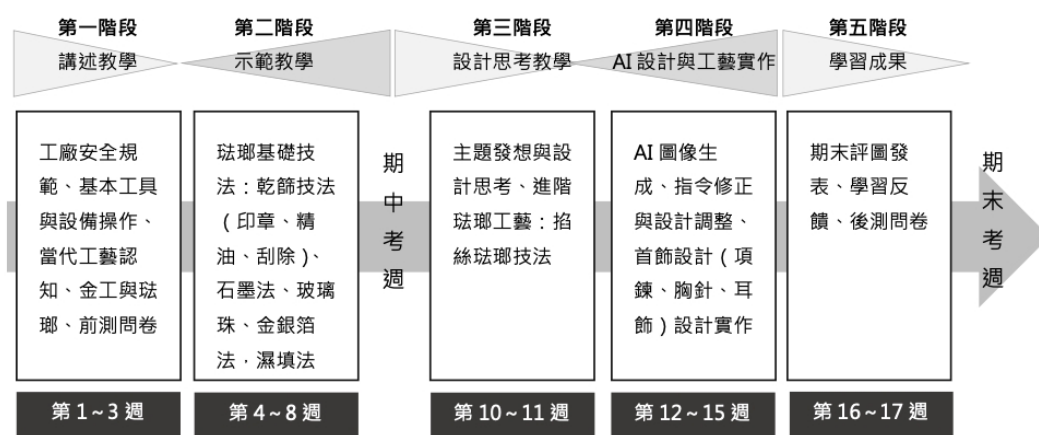 第一階段
講述教學
工廠安全規
範、基本工具
與設備操作、
當代工藝認
知、金工與琺
瑯、前測問卷
第 1~3 週
第二階段
示範教學
琺瑯基礎技
法：乾篩技法
（印章、精
油、刮除）、
石墨法、玻璃
珠、金銀箔
法，濕填法
第 4~8 週
期
中
考
週
第三階段
設計思考教學
主題發想與設
計思考、進階
琺瑯工藝：掐
絲琺瑯技法
第 10~11 週
第四階段
AI 設計與工藝實作
AI 圖像生
成、指令修正
與設計調整、
首飾設計（項
鍊、胸針、耳
飾）設計實作
第 12~15 週
第五階段
學習成果
期末評圖發
表、學習反
饋、後測問卷
第 16~17 週
期
末
考
週